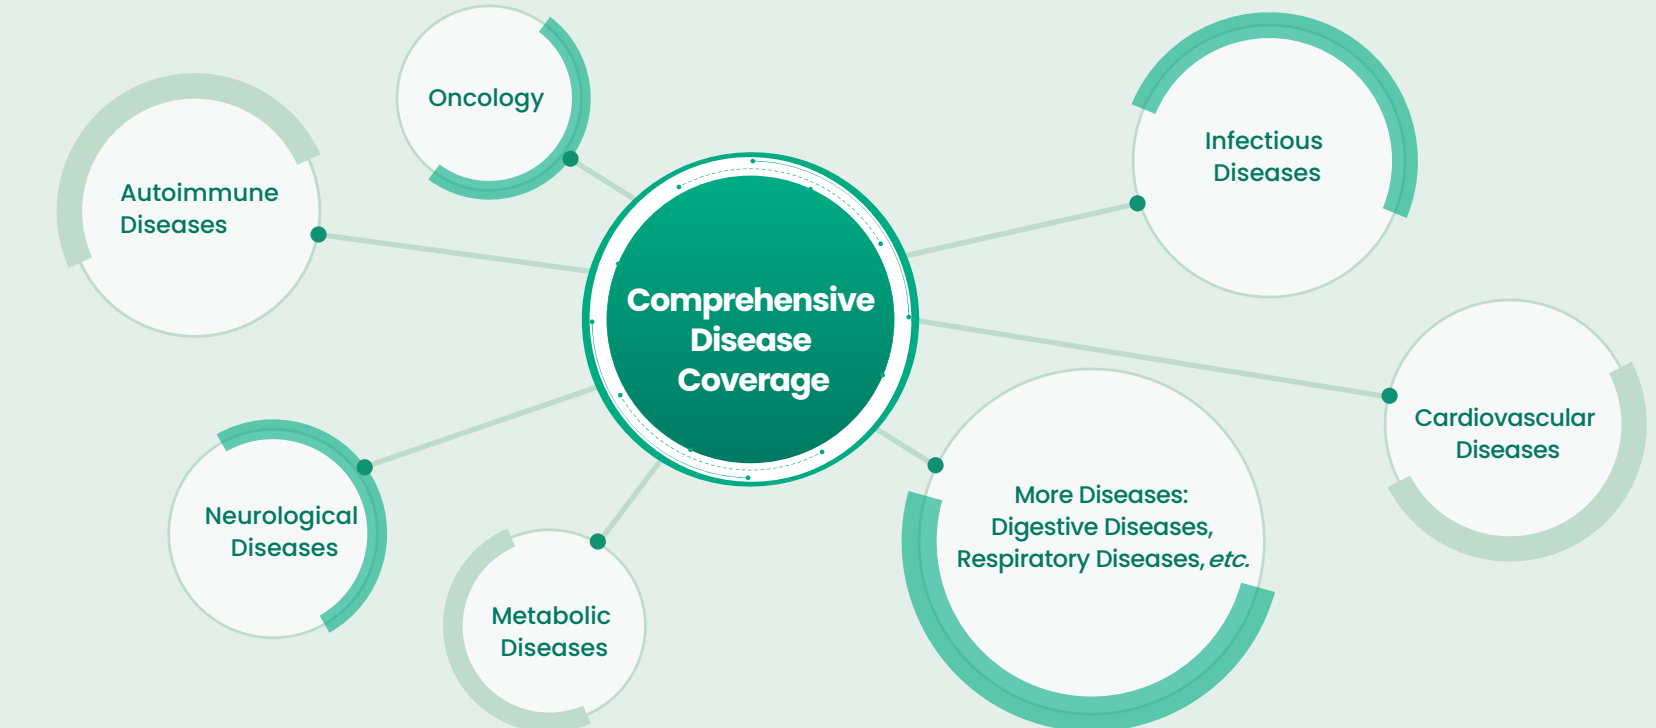 Oncology
Autoimmune
Diseases
Infectious
Diseases
Comprehensive
Disease
Coverage
Cardiovascular
Diseases
Neurological
Diseases
More Diseases:
Digestive Diseases,
Respiratory Diseases, etc.
Metabolic
Diseases